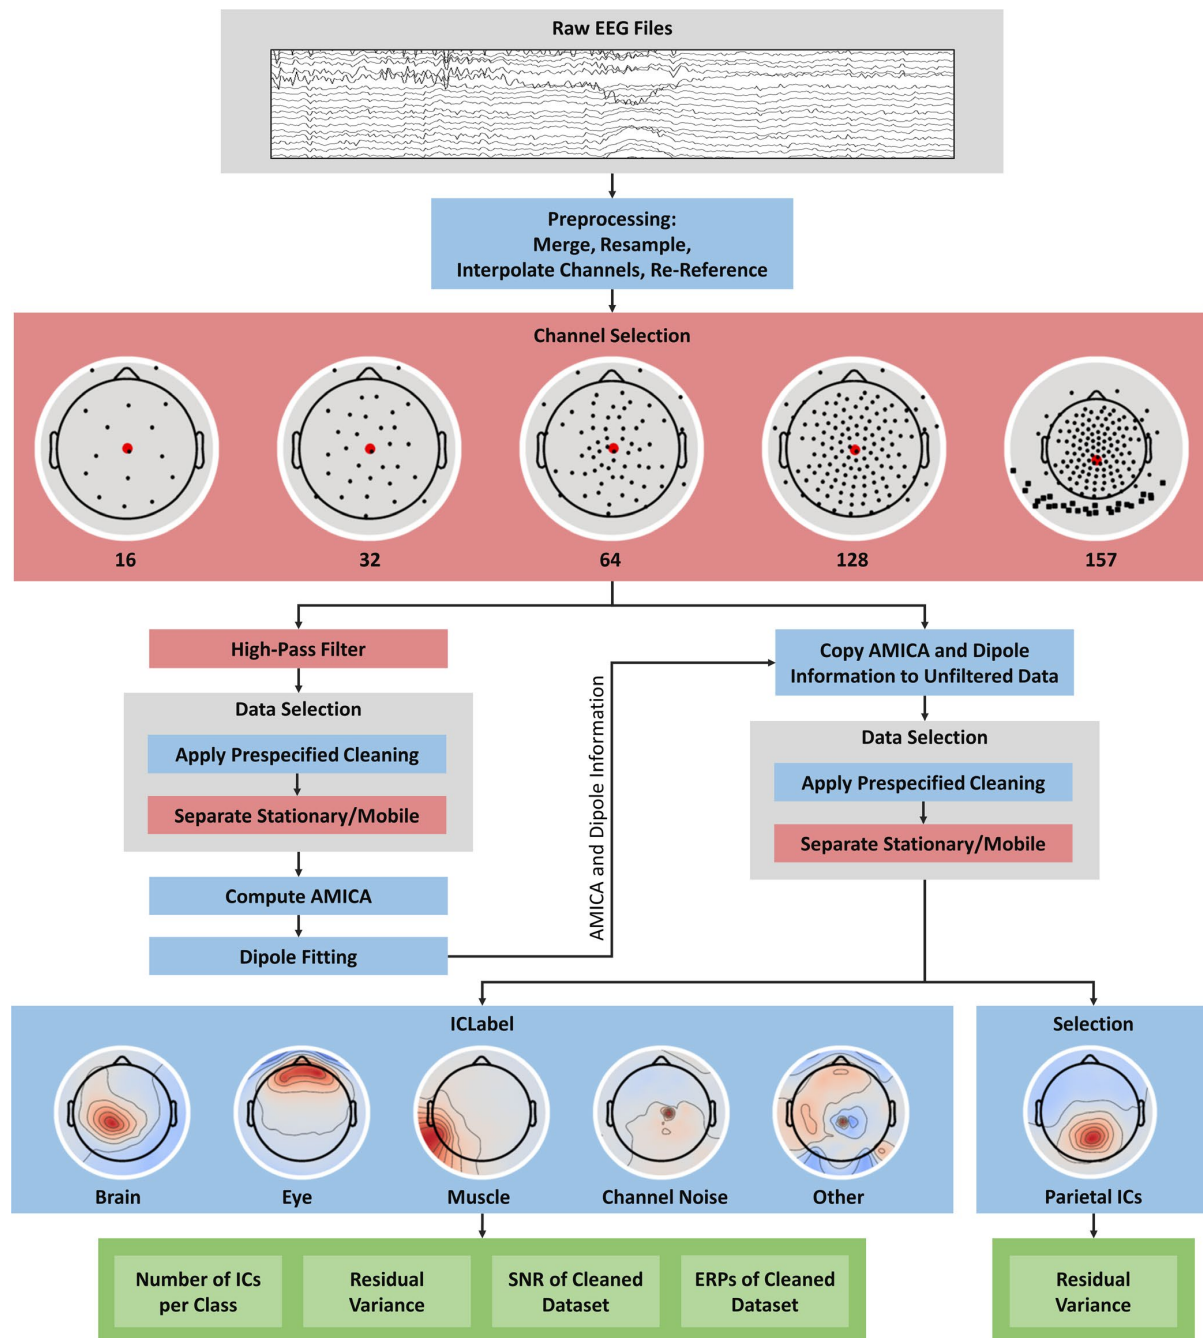 Raw EEG Files
Preprocessing:
Merge, Resample,
Interpolate Channels, Re-Reference
Channel Selection
16
32
64
128
157
High-Pass Filter
Data Selection
Apply Prespecified Cleaning
Separate Stationary/Mobile
Compute AMICA
Dipole Fitting
AMICA and Dipole Information
Copy AMICA and Dipole
Information to Unfiltered Data
Data Selection
Apply Prespecified Cleaning
Separate Stationary/Mobile
ICLabel
Brain
Eye
Muscle
Channel Noise
Other
Selection
Parietal ICs
Number of ICs
per Class
Residual
Variance
SNR of Cleaned
Dataset
ERPs of Cleaned
Dataset
Residual
Variance